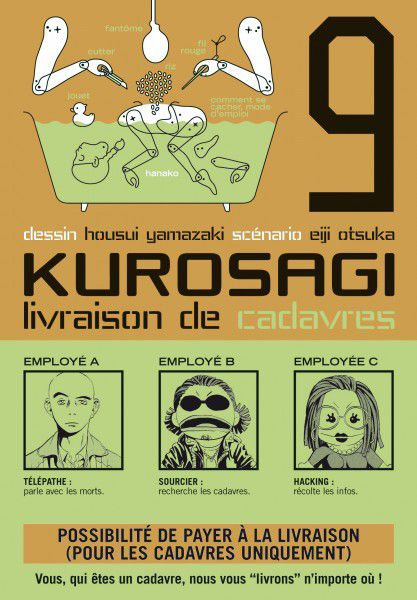 fantôme
cutter
fil
rouge
riz
jouet
comment se
cacher, mode
d'emploi
hanako
9
dessin housui yamazaki scénario eiji otsuka
KUROSAGI
livraison de cadavres
EMPLOYÉ A
EMPLOYÉ B
EMPLOYÉE C
TÉLÉPATHE :
parle avec les morts.
SOURCIER :
recherche les cadavres.
HACKING :
récolte les infos.
POSSIBILITÉ DE PAYER À LA LIVRAISON
(POUR LES CADAVRES UNIQUEMENT)
Vous, qui êtes un cadavre, nous vous “livrons” n’importe où !